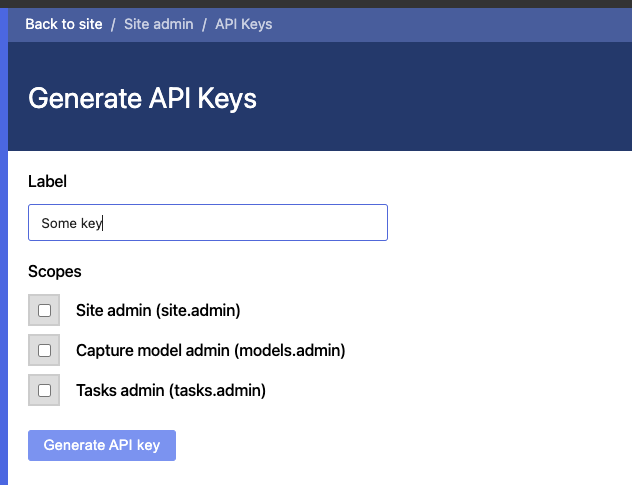 Back to site / Site admin / API Keys
Generate API Keys
Label
Some key
Scopes
Site admin (site.admin)
Capture model admin (models.admin)
Tasks admin (tasks.admin)
Generate API key